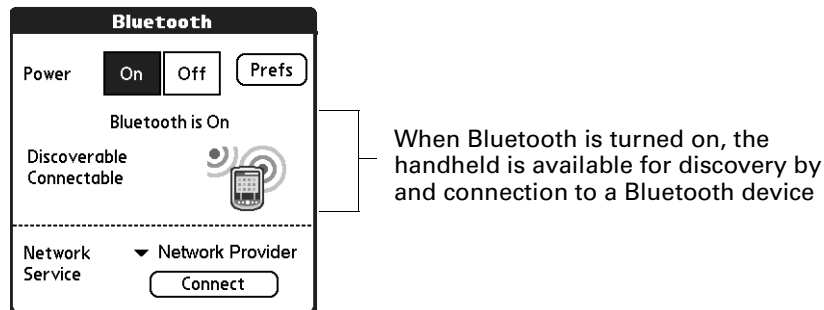 Bluetooth
Power On Off Prefs
Bluetooth is On
Discoverable
Connectable
When Bluetooth is turned on, the
handheld is available for discovery by
and connection to a Bluetooth device
Network Service
Network Provider
Connect